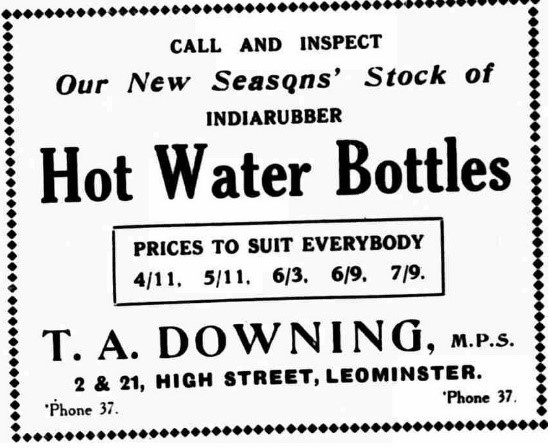 CALL AND INSPECT
Our New Seasons' Stock of
INDIARUBBER
Hot Water Bottles
PRICES TO SUIT EVERYBODY
4/11. 5/11. 6/3. 6/9. 7/9.
T. A. DOWNING, M.P.S.
2 & 21, HIGH STREET, LEOMINSTER.
'Phone 37. 'Phone 37.